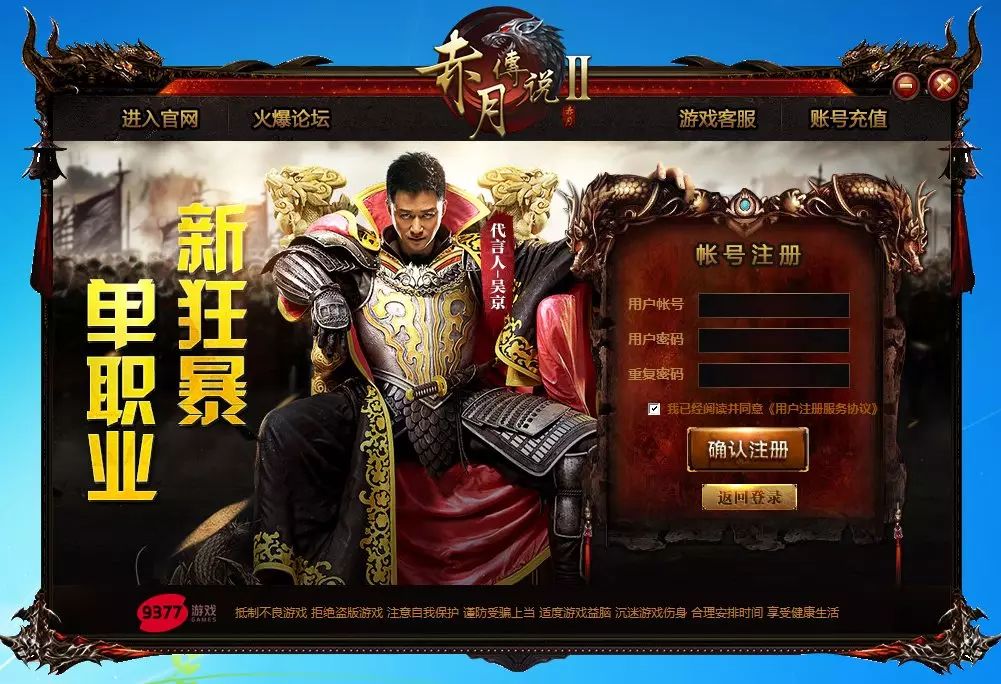 赤月傳说II
赤月
进入官网
火爆论坛
游戏客服
账号充值
新狂暴
单职业
代言人-吴京
帐号注册
用户帐号
用户密码
重复密码
我已经阅读并同意《用户注册服务协议》
确认注册
返回登录
9377 游戏
GAMES
抵制不良游戏 拒绝盗版游戏 注意自我保护 谨防受骗上当 适度游戏益脑 沉迷游戏伤身 合理安排时间 享受健康生活